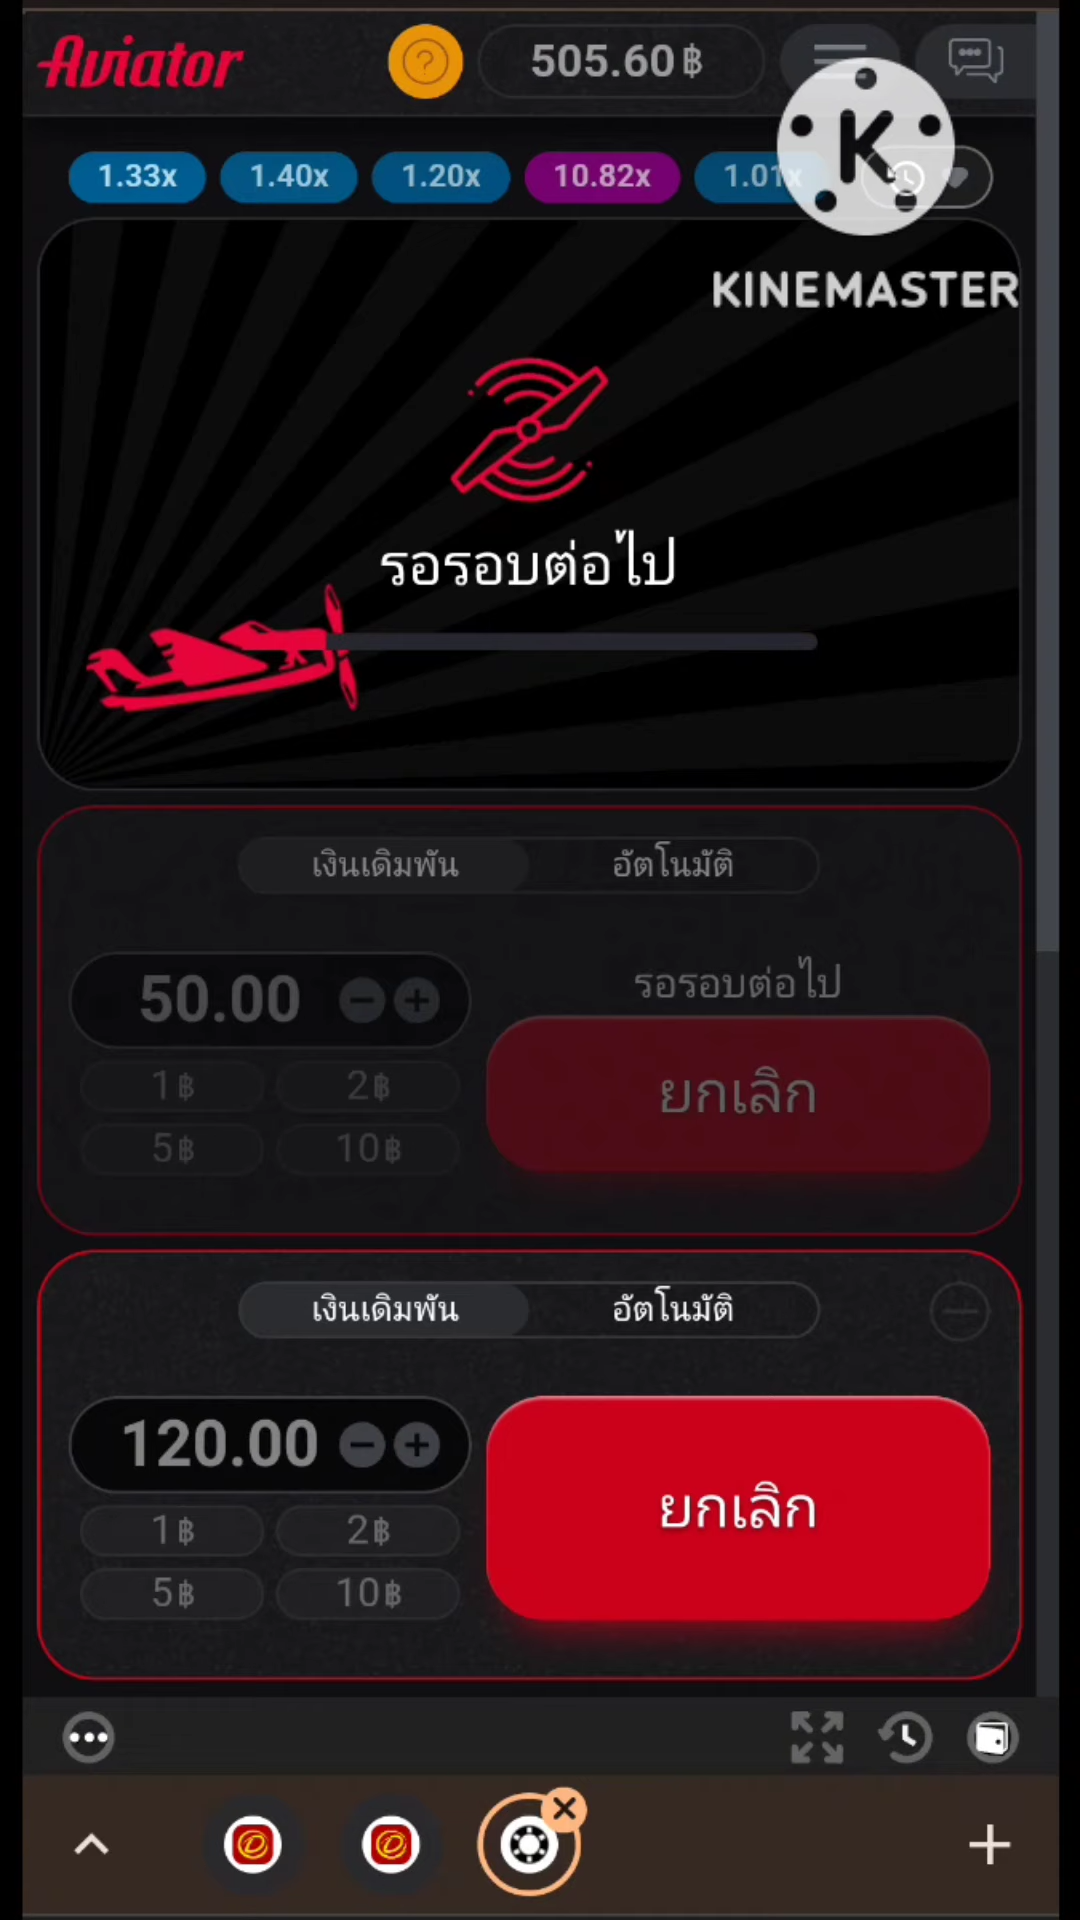 Aviator
505.60฿
1.33x 1.40x 1.20x 10.82x 1.01x
K
KINEMASTER
รอรอบต่อไป
เงินเดิมพัน อัตโนมัติ
50.00
รอรอบต่อไป
ยกเลิก
1฿ 2฿
5฿ 10฿
เงินเดิมพัน อัตโนมัติ
120.00
ยกเลิก
1฿ 2฿
5฿ 10฿